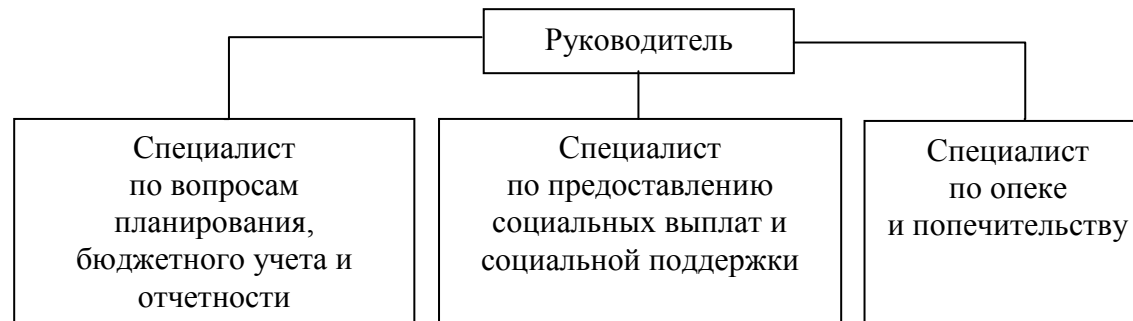 Руководитель
Специалист
по вопросам
планирования,
бюджетного учета и
отчетности
Специалист
по предоставлению
социальных выплат и
социальной поддержки
Специалист
по опеке
и попечительству